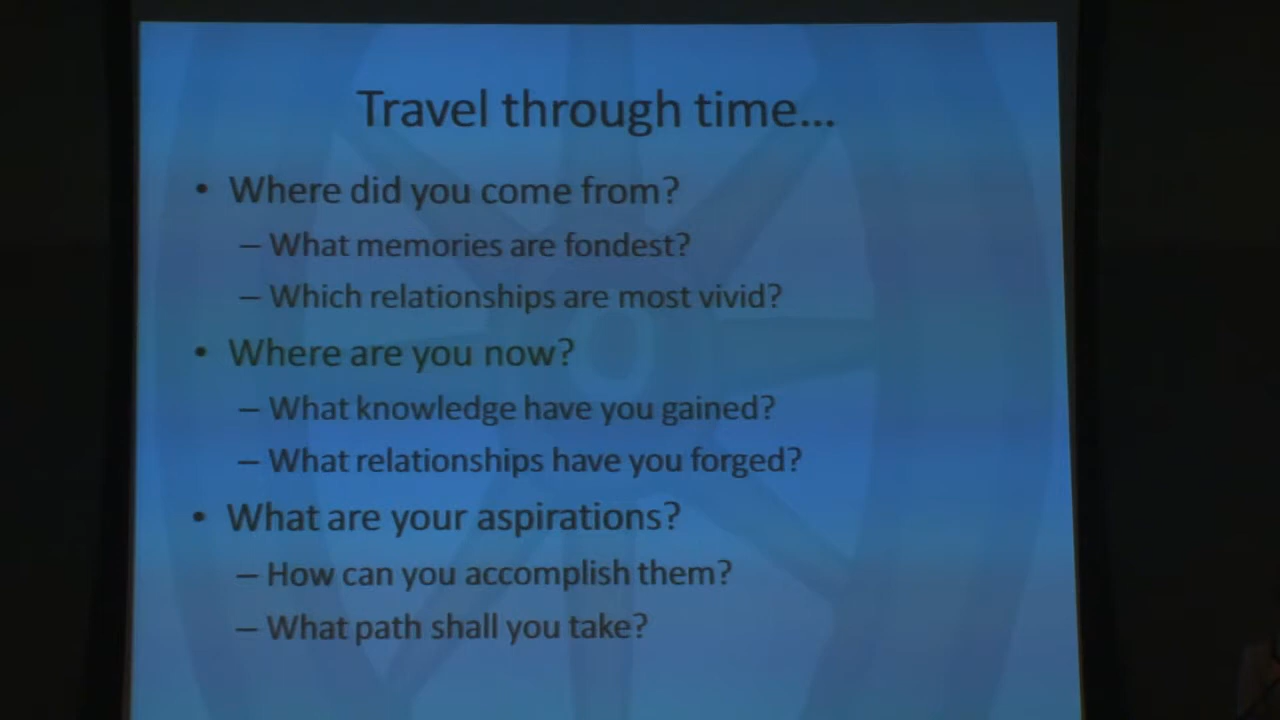 Travel through time...
• Where did you come from?
– What memories are fondest?
– Which relationships are most vivid?
• Where are you now?
– What knowledge have you gained?
– What relationships have you forged?
• What are your aspirations?
– How can you accomplish them?
– What path shall you take?